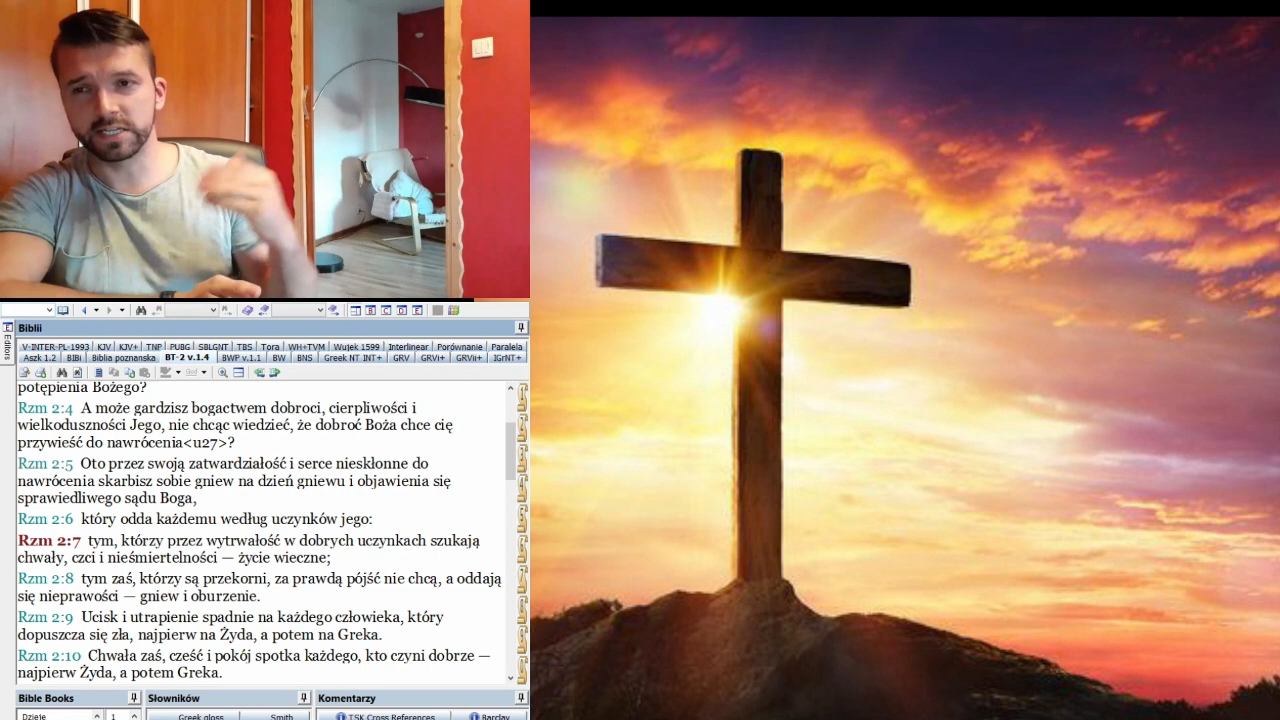 Biblii
Editors
V-INTER-PL-1993 KJV KJV+ TNP PUBG SBLGNT TBS Tora WH+TVM Wujek 1599 Interlinear Porównanie Paralela
Aszk 1.2 BIBi Biblia poznanska BT-2 v.1.4 BWP v.1.1 BW BNS Greek NT INT+ GRV GRVi+ GRVii+ IGrNT+
potępienia Bożego?
Rzm 2:4 A może gardzisz bogactwem dobroci, cierpliwości i
wielkoduszności Jego, nie chcąc wiedzieć, że dobroć Boża chce cię
przywieść do nawrócenia<u27>?
Rzm 2:5 Oto przez swoją zatwardziałość i serce nieskłonne do
nawrócenia skarbisz sobie gniew na dzień gniewu i objawienia się
sprawiedliwego sądu Boga,
Rzm 2:6 który odda każdemu według uczynków jego:
Rzm 2:7 tym, którzy przez wytrwałość w dobrych uczynkach szukają
chwały, czci i nieśmiertelności — życie wieczne;
Rzm 2:8 tym zaś, którzy są przekorni, za prawdą pójść nie chcą, a oddają
się nieprawości — gniew i oburzenie.
Rzm 2:9 Ucisk i utrapienie spadnie na każdego człowieka, który
dopuszcza się zła, najpierw na Żyda, a potem na Greka.
Rzm 2:10 Chwała zaś, cześć i pokój spotka każdego, kto czyni dobrze —
najpierw Żyda, a potem Greka.
Bible Books Słowników Komentarzy
Dzieje 1 Greek gloss Smith TSK Cross References Barclay